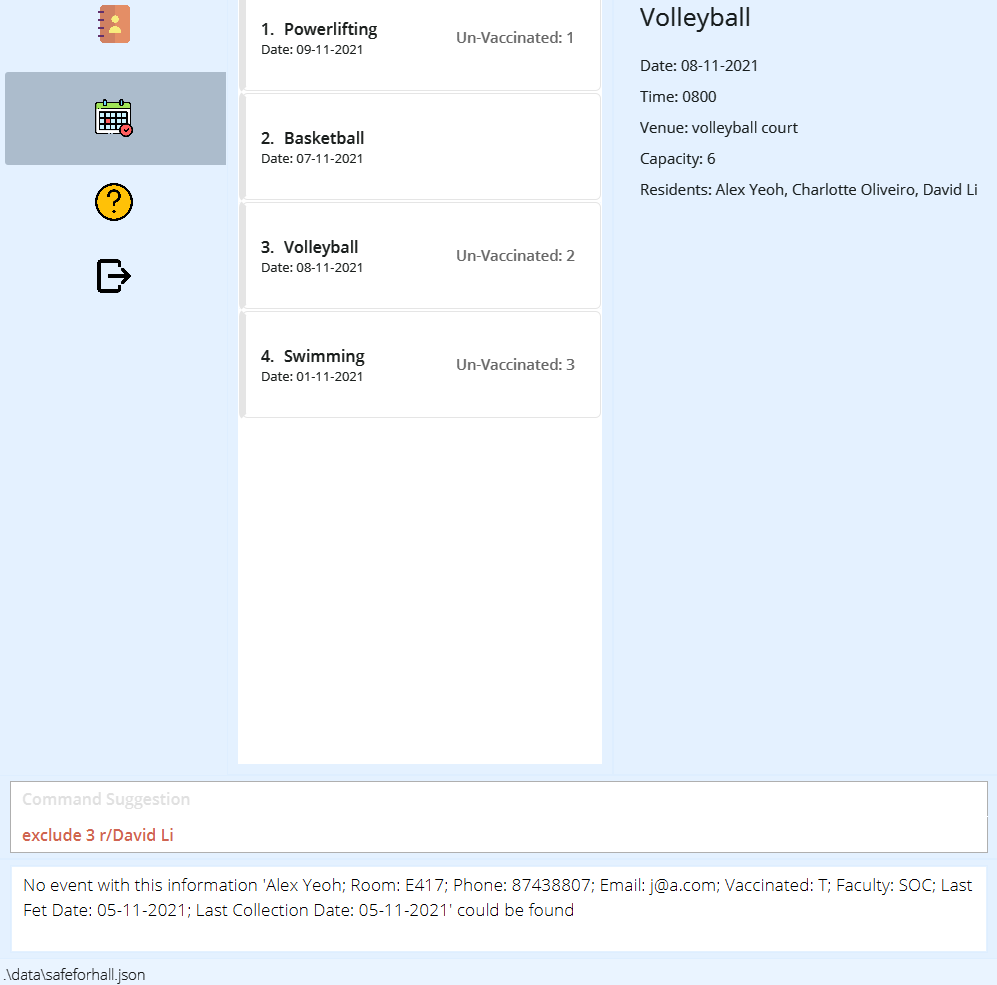 1. Powerlifting
Date: 09-11-2021
Un-Vaccinated: 1
2. Basketball
Date: 07-11-2021
3. Volleyball
Date: 08-11-2021
Un-Vaccinated: 2
4. Swimming
Date: 01-11-2021
Un-Vaccinated: 3
Volleyball
Date: 08-11-2021
Time: 0800
Venue: volleyball court
Capacity: 6
Residents: Alex Yeoh, Charlotte Oliveiro, David Li
Command Suggestion
exclude 3 r/David Li
No event with this information 'Alex Yeoh; Room: E417; Phone: 87438807; Email: j@a.com; Vaccinated: T; Faculty: SOC; Last
Fet Date: 05-11-2021; Last Collection Date: 05-11-2021' could be found
.\data\safeforhall.json